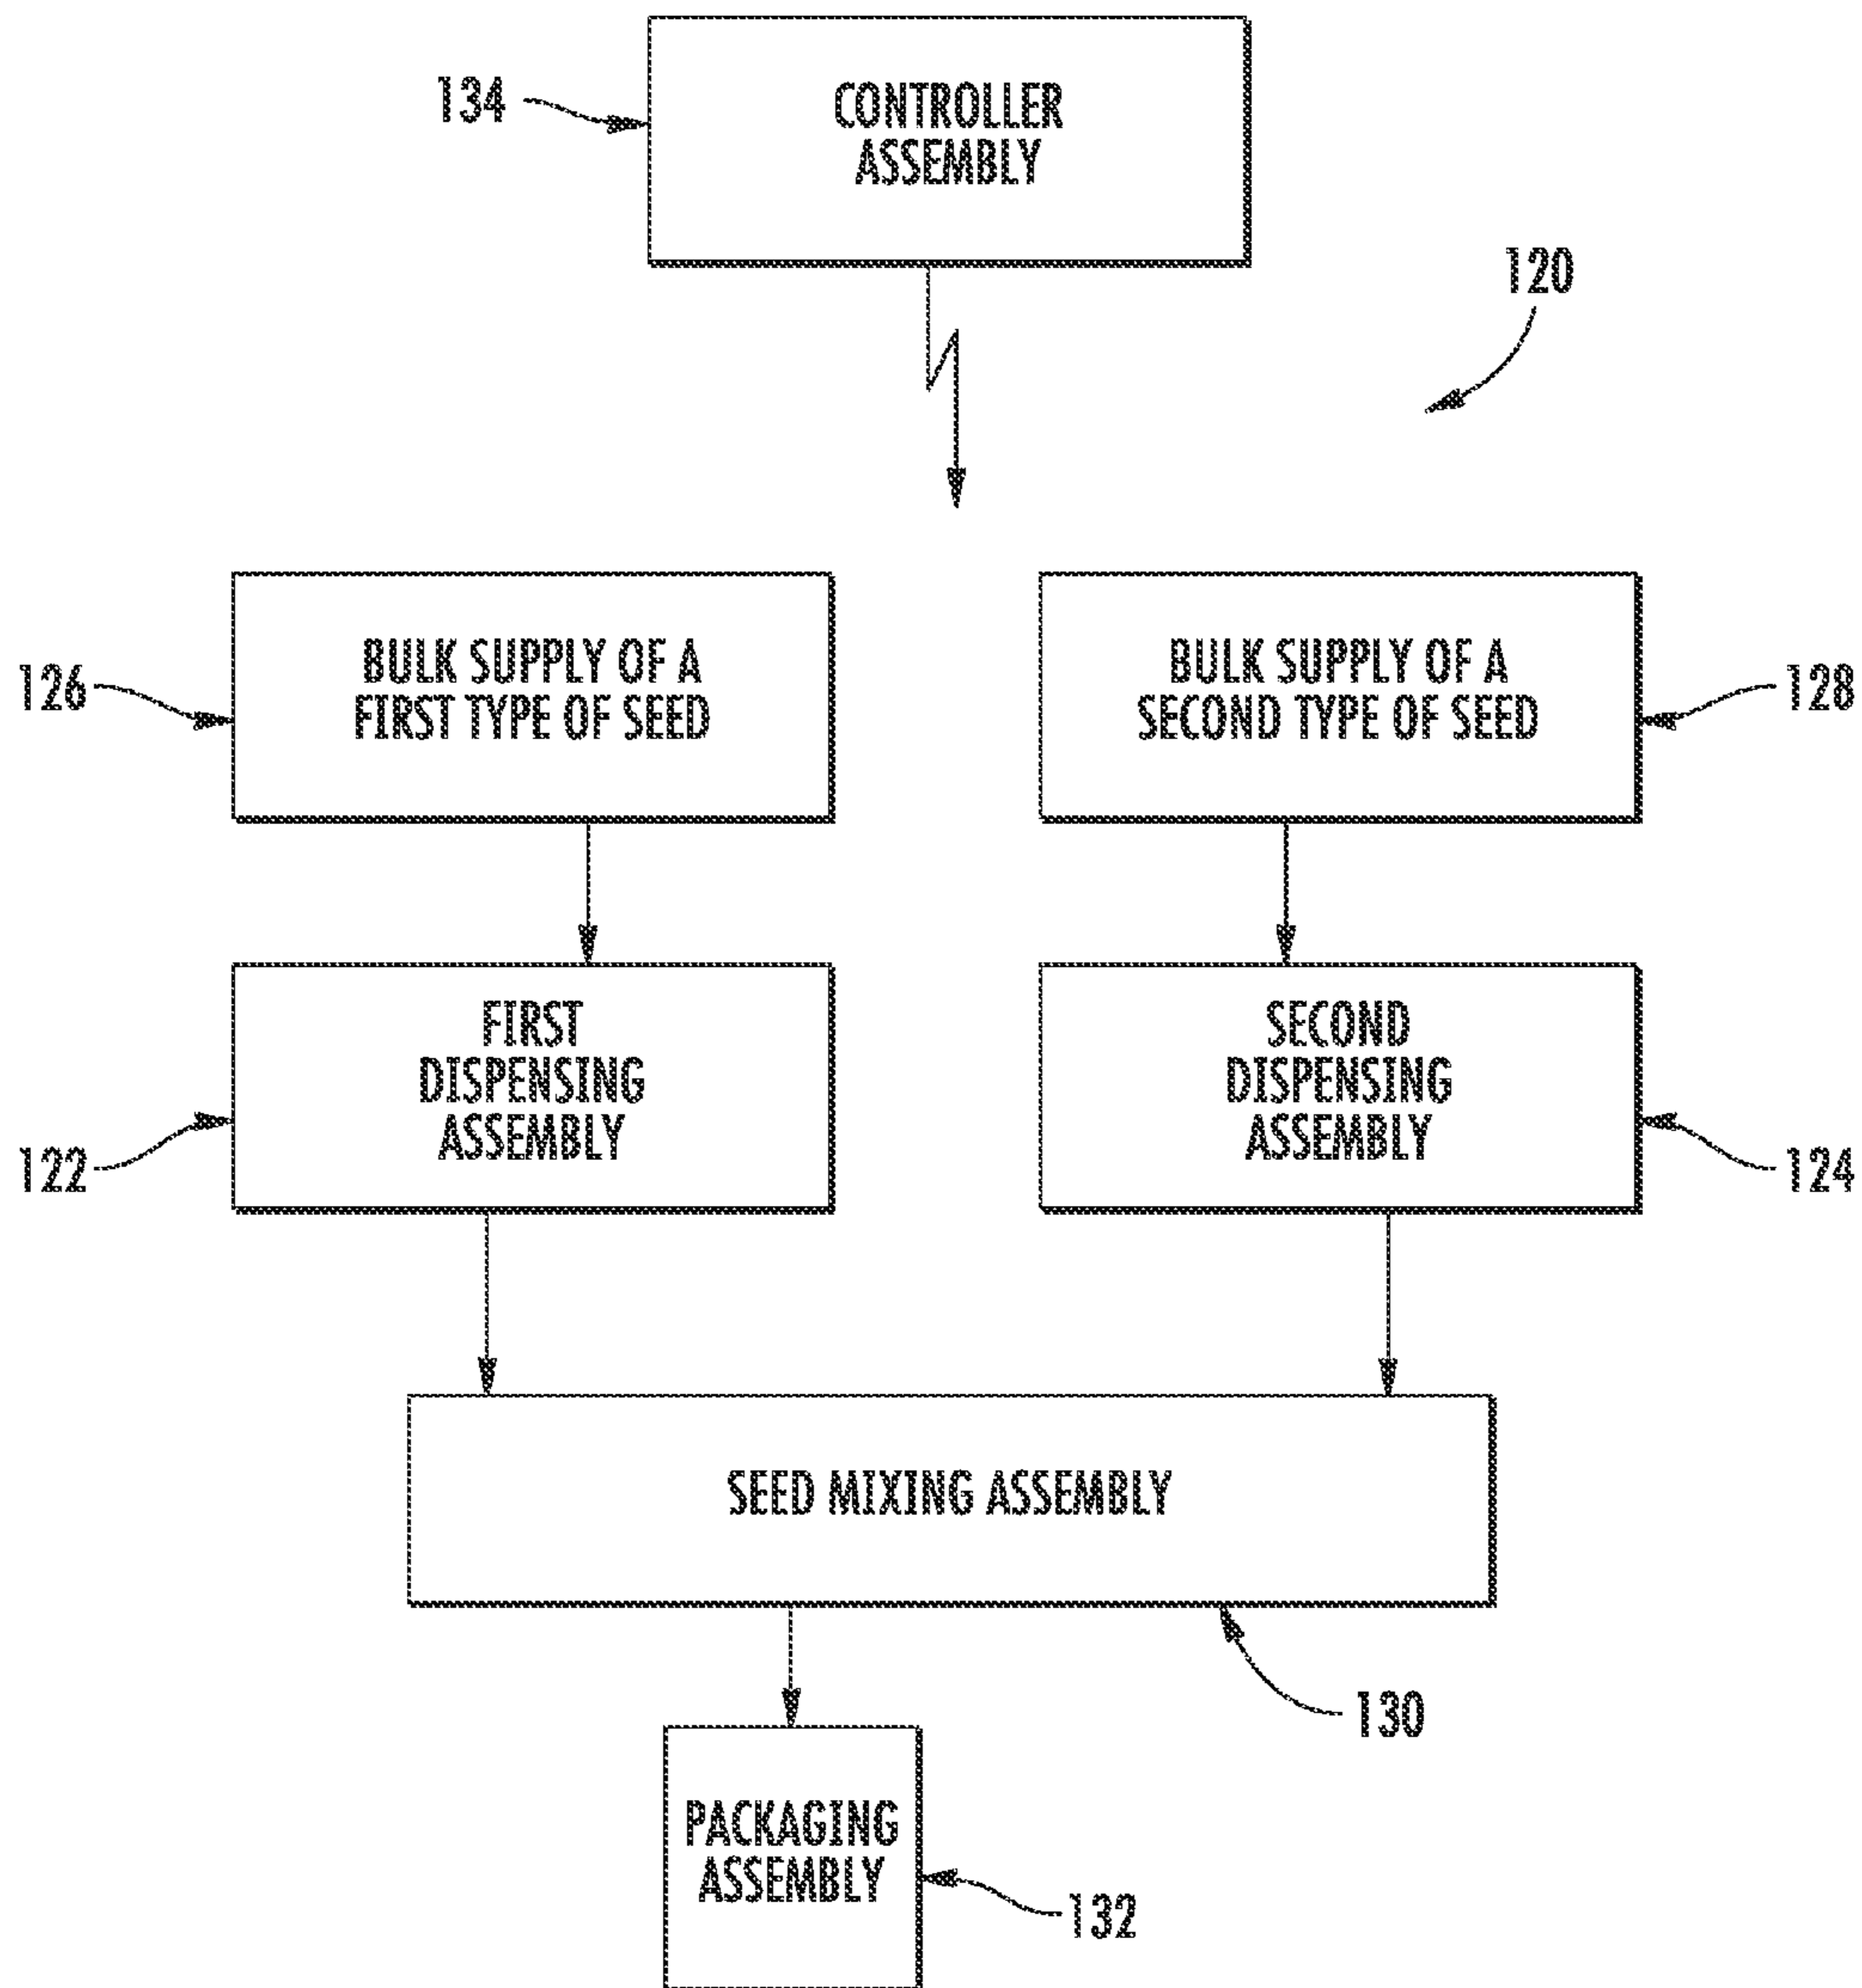 134
CONTROLLER
ASSEMBLY
120
126
BULK SUPPLY OF A
FIRST TYPE OF SEED
BULK SUPPLY OF A
SECOND TYPE OF SEED
128
122
FIRST
DISPENSING
ASSEMBLY
SECOND
DISPENSING
ASSEMBLY
124
SEED MIXING ASSEMBLY
130
PACKAGING
ASSEMBLY
132